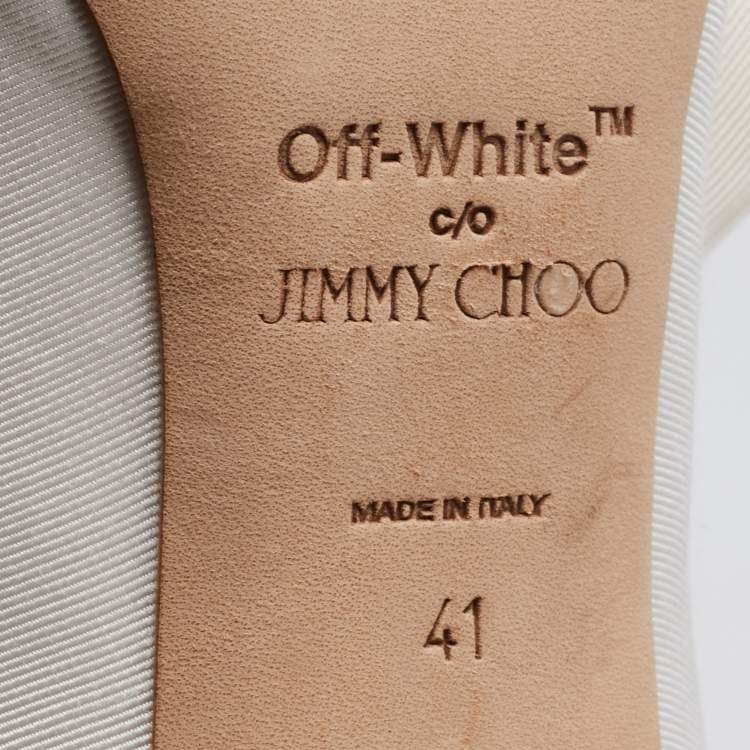 Off-White™
c/o
JIMMY CHOO
MADE IN ITALY
41